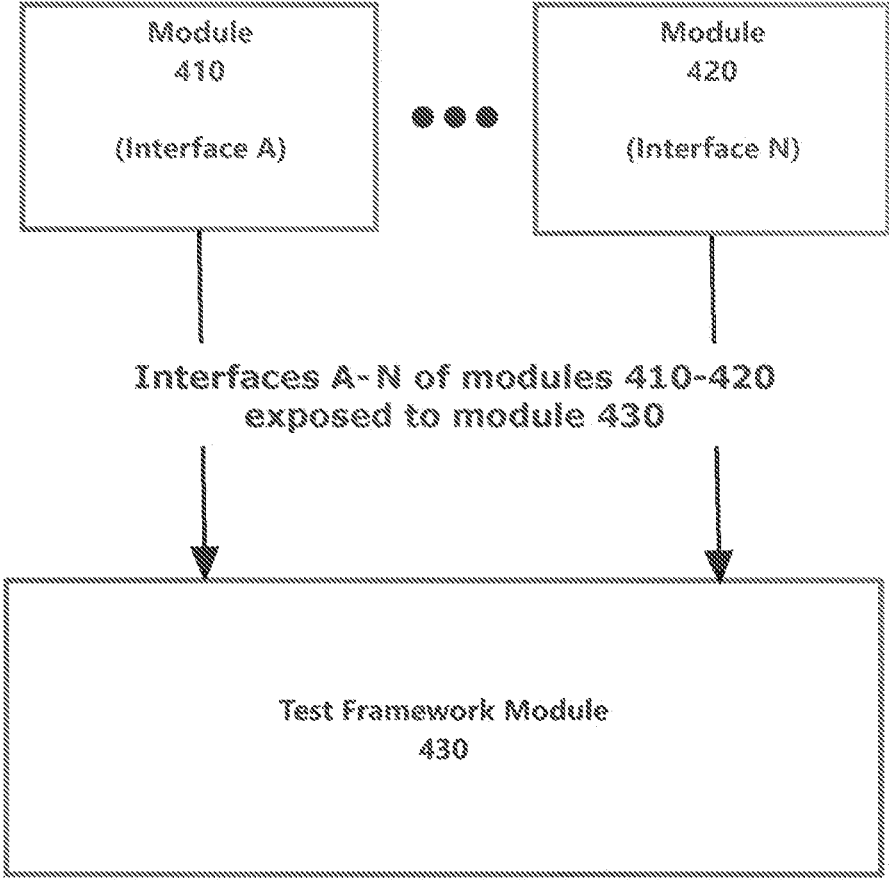 Module
410
(Interface A)
Module
420
(Interface N)
Interfaces A-N of modules 410-420
exposed to module 430
Test Framework Module
430